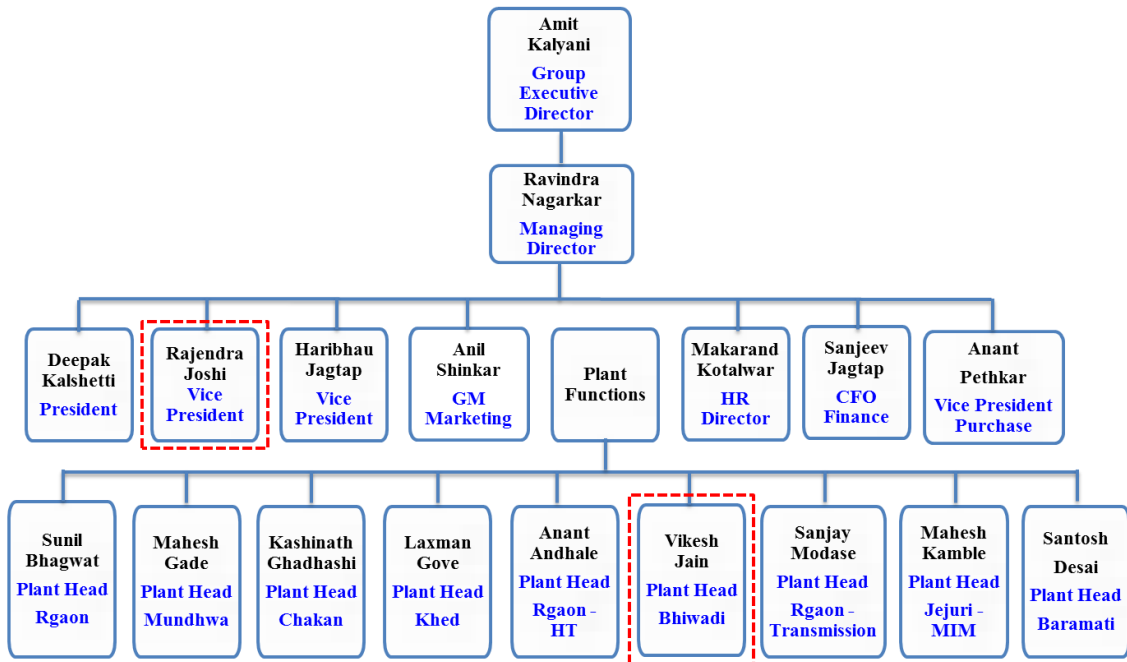 Amit
Kalyani
Group
Executive
Director
Ravindra
Nagarkar
Managing
Director
Deepak
Kalshetti
President
Rajendra
Joshi
Vice
President
Haribhau
Jagtap
Vice
President
Anil
Shinkar
GM
Marketing
Plant
Functions
Makarand
Kotalwar
HR
Director
Sanjeev
Jagtap
CFO
Finance
Anant
Pethkar
Vice President
Purchase
Sunil
Bhagwat
Plant Head
Rgaon
Mahesh
Gade
Plant Head
Mundhwa
Kashinath
Ghadhashi
Plant Head
Chakan
Laxman
Gove
Plant Head
Khed
Anant
Andhale
Plant Head
Rgaon -
HT
Vikesh
Jain
Plant Head
Bhiwadi
Sanjay
Modase
Plant Head
Rgaon -
Transmission
Mahesh
Kamble
Plant Head
Jejuri -
MIM
Santosh
Desai
Plant Head
Baramati